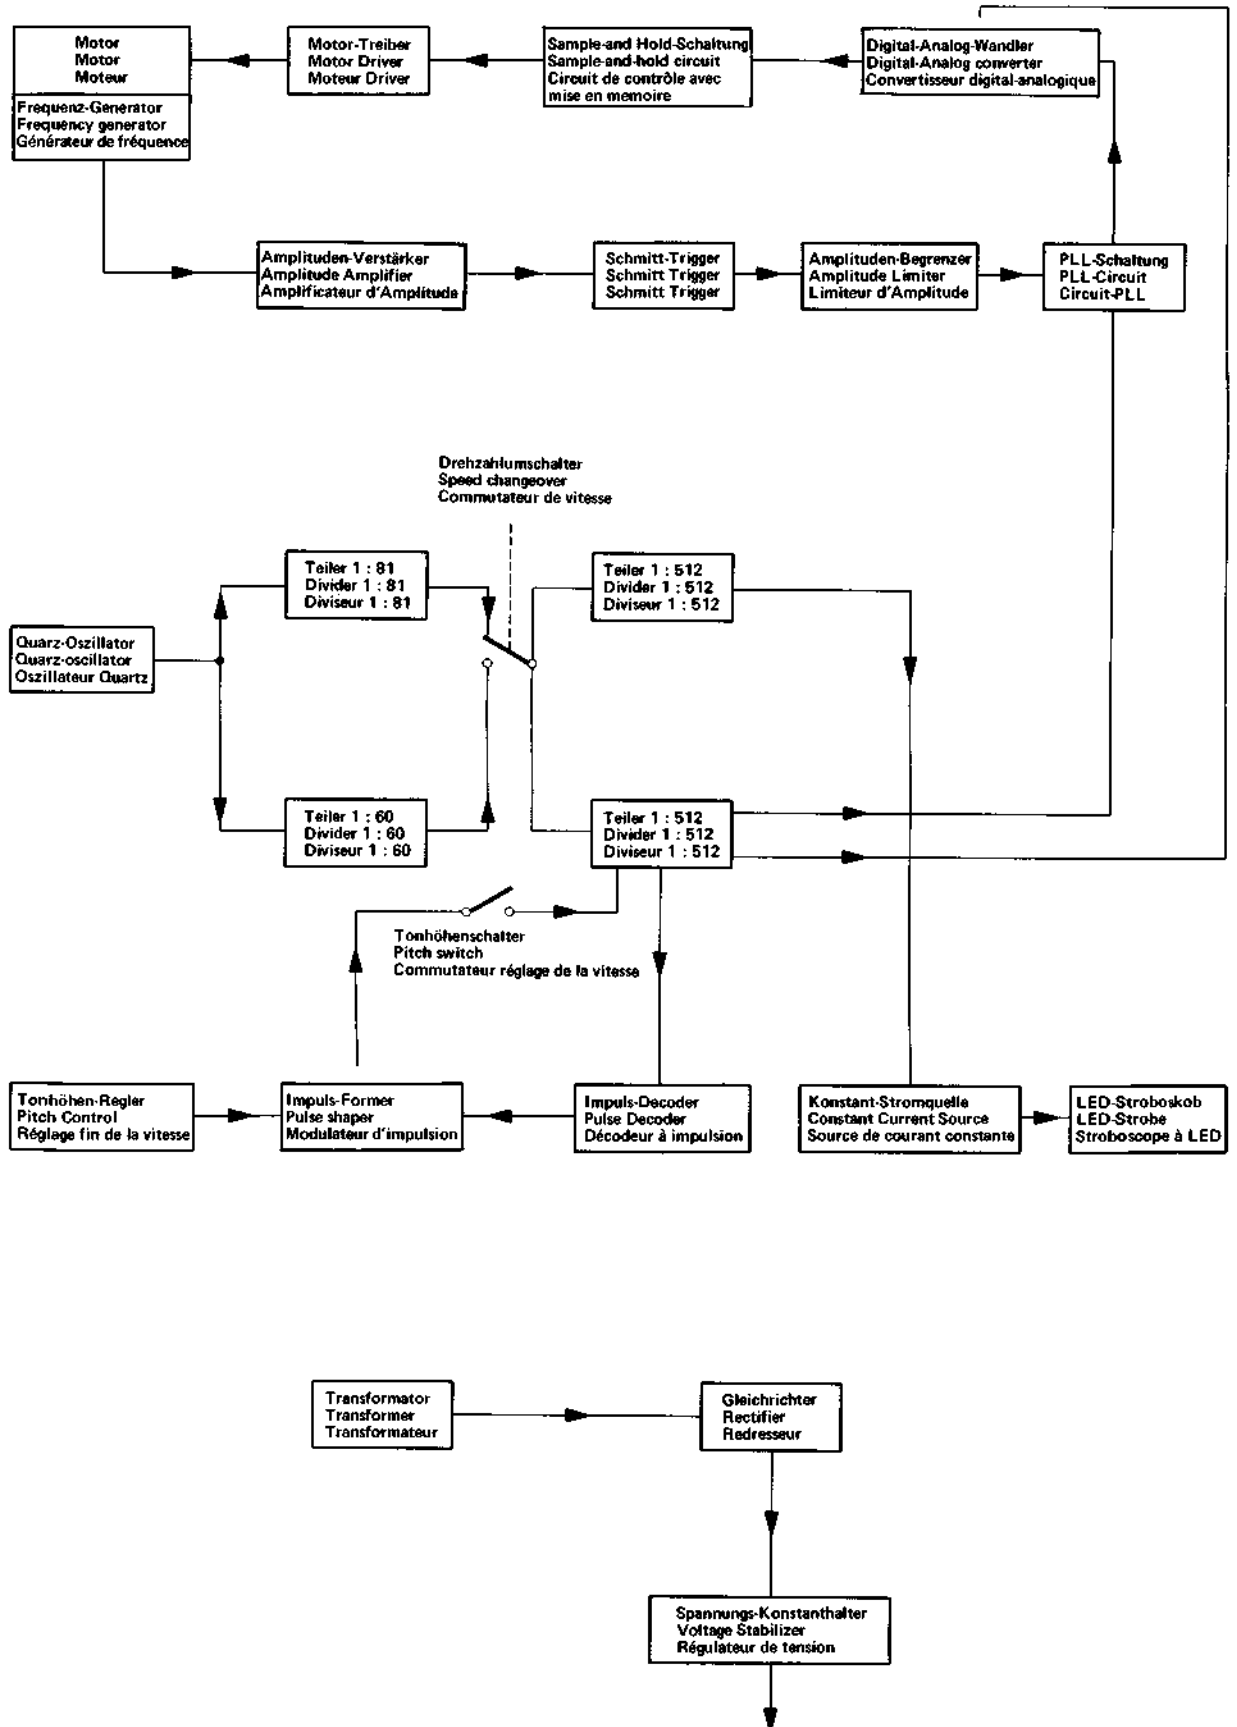 Motor
Motor
Moteur
Frequenz-Generator
Frequency generator
Générateur de fréquence
Motor-Treiber
Motor Driver
Moteur Driver
Sample-and Hold-Schaltung
Sample-and-hold circuit
Circuit de contrôle avec
mise en memoire
Digital-Analog-Wandler
Digital-Analog converter
Convertisseur digital-analogique
Amplituden-Verstärker
Amplitude Amplifier
Amplificateur d'Amplitude
Schmitt-Trigger
Schmitt Trigger
Schmitt Trigger
Amplituden-Begrenzer
Amplitude Limiter
Limiteur d'Amplitude
PLL-Schaltung
PLL-Circuit
Circuit-PLL
Drehzahlumschalter
Speed changeover
Commutateur de vitesse
Teiler 1 : 81
Divider 1 : 81
Diviseur 1 : 81
Teiler 1 : 512
Divider 1 : 512
Diviseur 1 : 512
Quarz-Oszillator
Quarz-oscillator
Oszillateur Quartz
Teiler 1 : 60
Divider 1 : 60
Diviseur 1 : 60
Teiler 1 : 512
Divider 1 : 512
Diviseur 1 : 512
Tonhöhenschalter
Pitch switch
Commutateur réglage de la vitesse
Tonhöhen-Regler
Pitch Control
Réglage fin de la vitesse
Impuls-Former
Pulse shaper
Modulateur d'impulsion
Impuls-Decoder
Pulse Decoder
Décodeur à impulsion
Konstant-Stromquelle
Constant Current Source
Source de courant constante
LED-Stroboskob
LED-Strobe
Stroboscope à LED
Transformator
Transformer
Transformateur
Gleichrichter
Rectifier
Redresseur
Spannungs-Konstanthalter
Voltage Stabilizer
Régulateur de tension